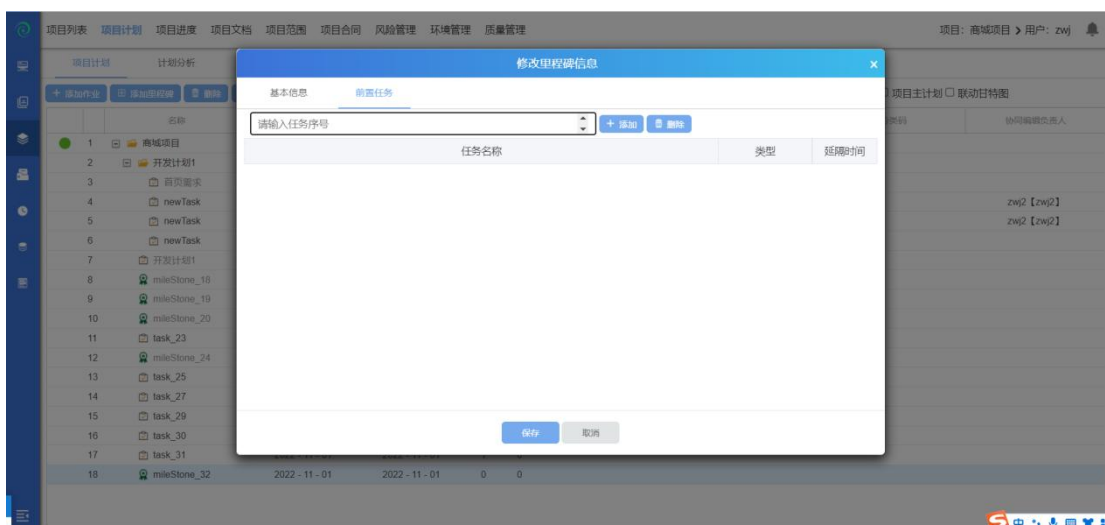 项目列表 项目计划 项目进度 项目文档 项目范围 项目合同 风险管理 环境管理 质量管理 项目：商城项目 > 用户：zwj
项目计划 计划分析
修改里程碑信息 ×
+ 添加作业 添加里程碑 删除 项目主计划 联动甘特图
基本信息 前置任务
名称 协同编辑负责人
请输入任务序号 + 添加 删除
任务名称 类型 延隔时间
1 商城项目
2 开发计划1
3 首页需求
4 newTask zwj2【zwj2】
5 newTask zwj2【zwj2】
6 newTask
7 开发计划1
8 mileStone_18
9 mileStone_19
10 mileStone_20
11 task_23
12 mileStone_24
13 task_25
14 task_27
15 task_29
16 task_30
保存 取消
17 task_31
18 mileStone_32 2022 - 11 - 01 2022 - 11 - 01 0 0
中